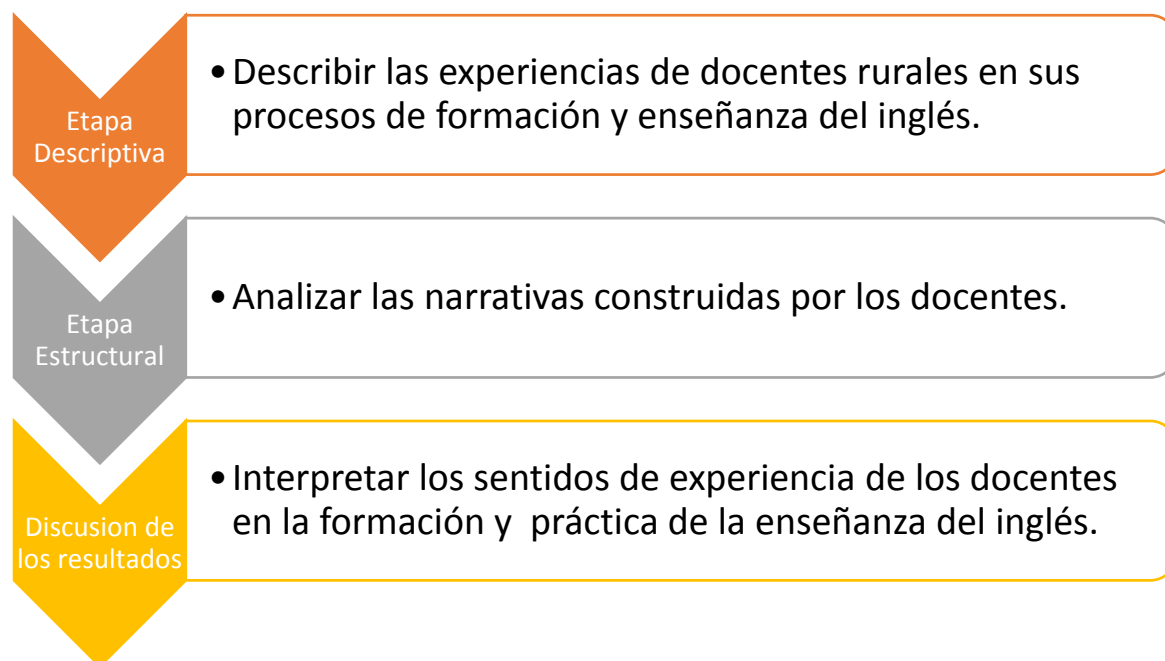 Etapa
Descriptiva
•Describir las experiencias de docentes rurales en sus
procesos de formación y enseñanza del inglés.
Etapa
Estructural
•Analizar las narrativas construidas por los docentes.
Discusion de
los resultados
•Interpretar los sentidos de experiencia de los docentes
en la formación y  práctica de la enseñanza del inglés.